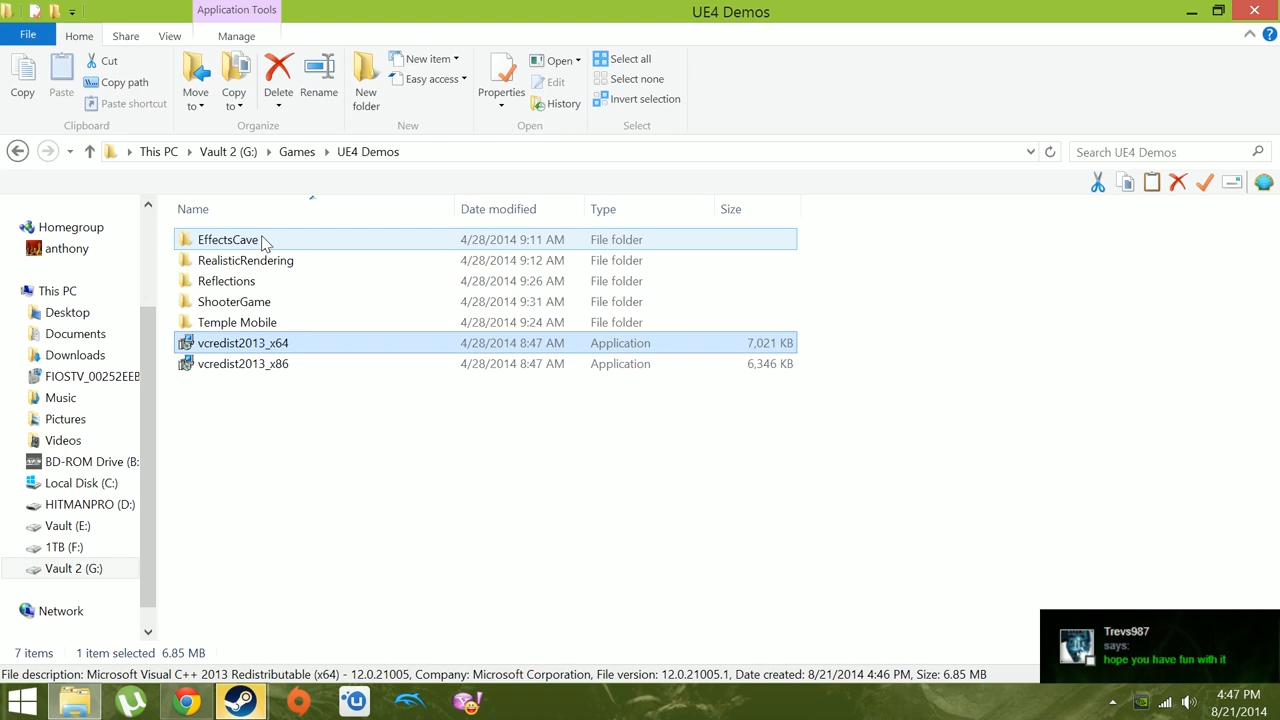 Application Tools
UE4 Demos
File Home Share View Manage
Copy
Paste
Cut
Copy path
Paste shortcut
Clipboard
Move to
Copy to
Delete
Rename
Organize
New folder
New item
Easy access
New
Properties
Open
Edit
History
Open
Select all
Select none
Invert selection
Select
This PC Vault 2 (G:) Games UE4 Demos
Search UE4 Demos
Name Date modified Type Size
EffectsCave 4/28/2014 9:11 AM File folder
RealisticRendering 4/28/2014 9:12 AM File folder
Reflections 4/28/2014 9:26 AM File folder
ShooterGame 4/28/2014 9:31 AM File folder
Temple Mobile 4/28/2014 9:24 AM File folder
vcredist2013_x64 4/28/2014 8:47 AM Application 7,021 KB
vcredist2013_x86 4/28/2014 8:47 AM Application 6,346 KB
Homegroup
anthony
This PC
Desktop
Documents
Downloads
FIOSTV_00252EEB
Music
Pictures
Videos
BD-ROM Drive (B:
Local Disk (C:)
HITMANPRO (D:)
Vault (E:)
1TB (F:)
Vault 2 (G:)
Network
Trevs987
says:
hope you have fun with it
7 items 1 item selected 6.85 MB
File description: Microsoft Visual C++ 2013 Redistributable (x64) - 12.0.21005, Company: Microsoft Corporation, File version: 12.0.21005.1, Date created: 8/21/2014 4:46 PM, Size: 6.85 MB
4:47 PM
8/21/2014